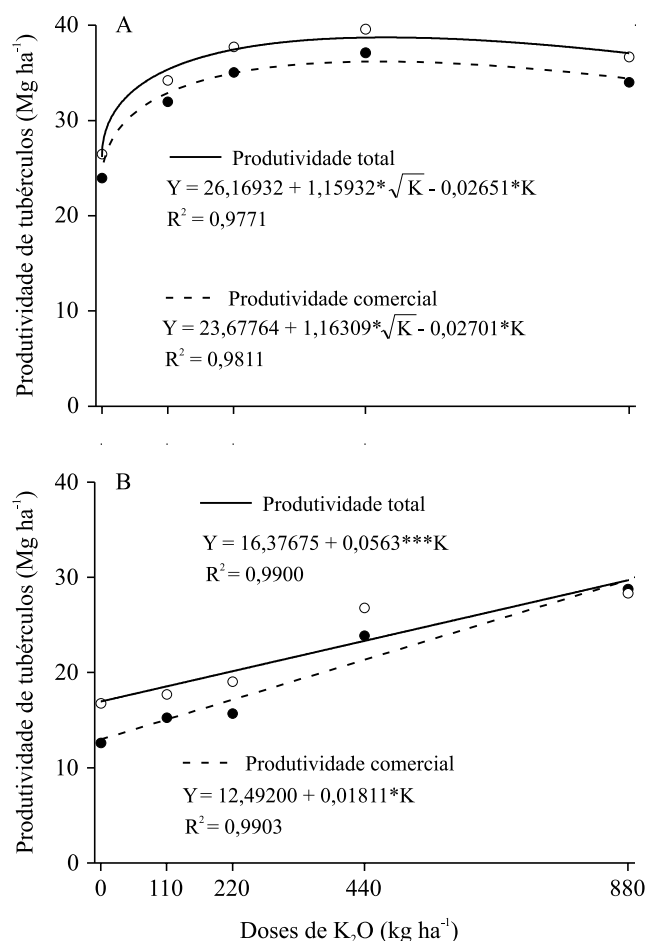 A
Produtividade de tubérculos (Mg ha⁻¹)
40
30
20
10
0
Produtividade total
Y = 26,16932 + 1,15932*√K - 0,02651*K
R² = 0,9771
Produtividade comercial
Y = 23,67764 + 1,16309*√K - 0,02701*K
R² = 0,9811
B
Produtividade de tubérculos (Mg ha⁻¹)
40
30
20
10
0
Produtividade total
Y = 16,37675 + 0,0563***K
R² = 0,9900
Produtividade comercial
Y = 12,49200 + 0,01811*K
R² = 0,9903
0 110 220 440 880
Doses de K₂O (kg ha⁻¹)